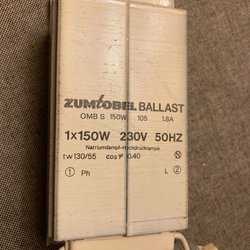 ZUMTOBEL BALLAST
OMB S 150W 105 1.8A
1x150W 230V 50HZ
Natriumdampf-Hochdrucklampe
tw130/55 cosφ 0.40 N
1 Ph L 2